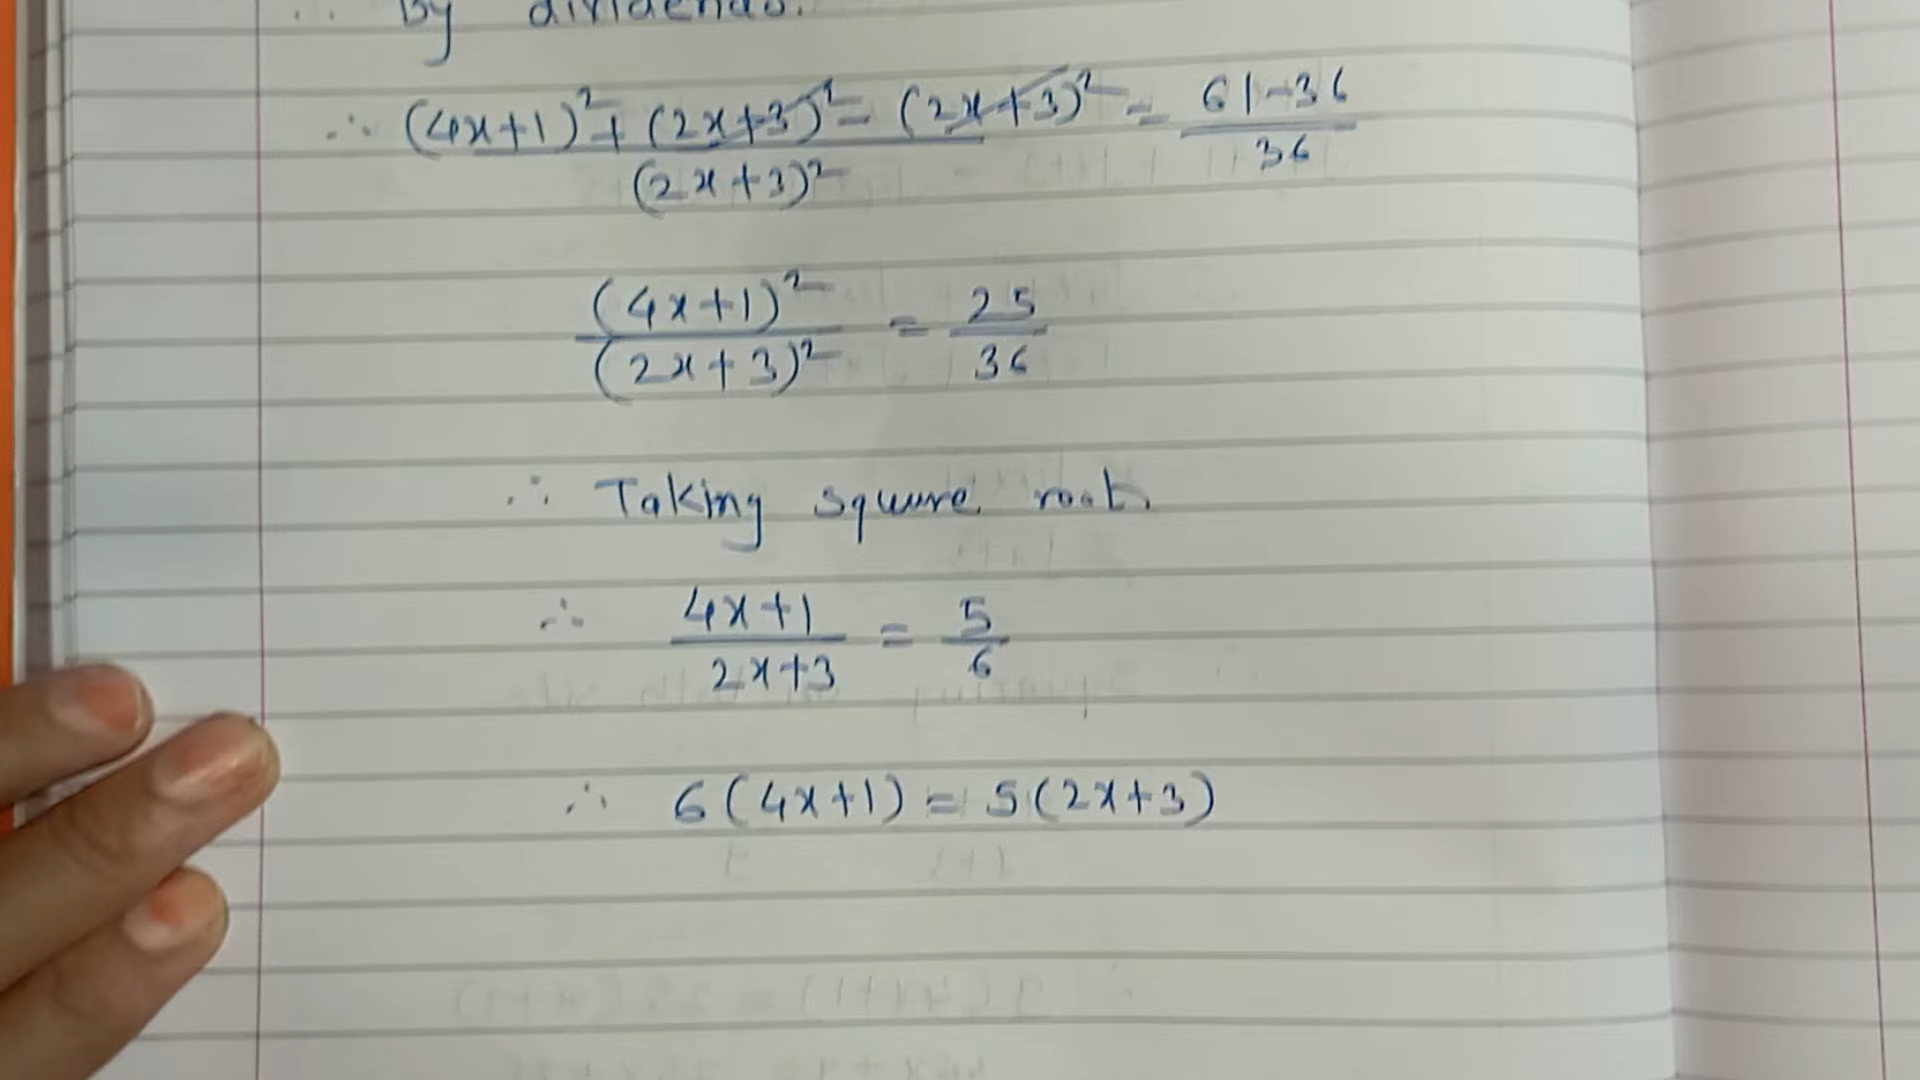 ∴ By dividendo.
∴ (4x+1)² + (2x+3)² - (2x+3)² / (2x+3)² = 61-36 / 36
(4x+1)² / (2x+3)² = 25 / 36
∴ Taking square root.
∴ 4x+1 / 2x+3 = 5 / 6
∴ 6(4x+1) = 5(2x+3)